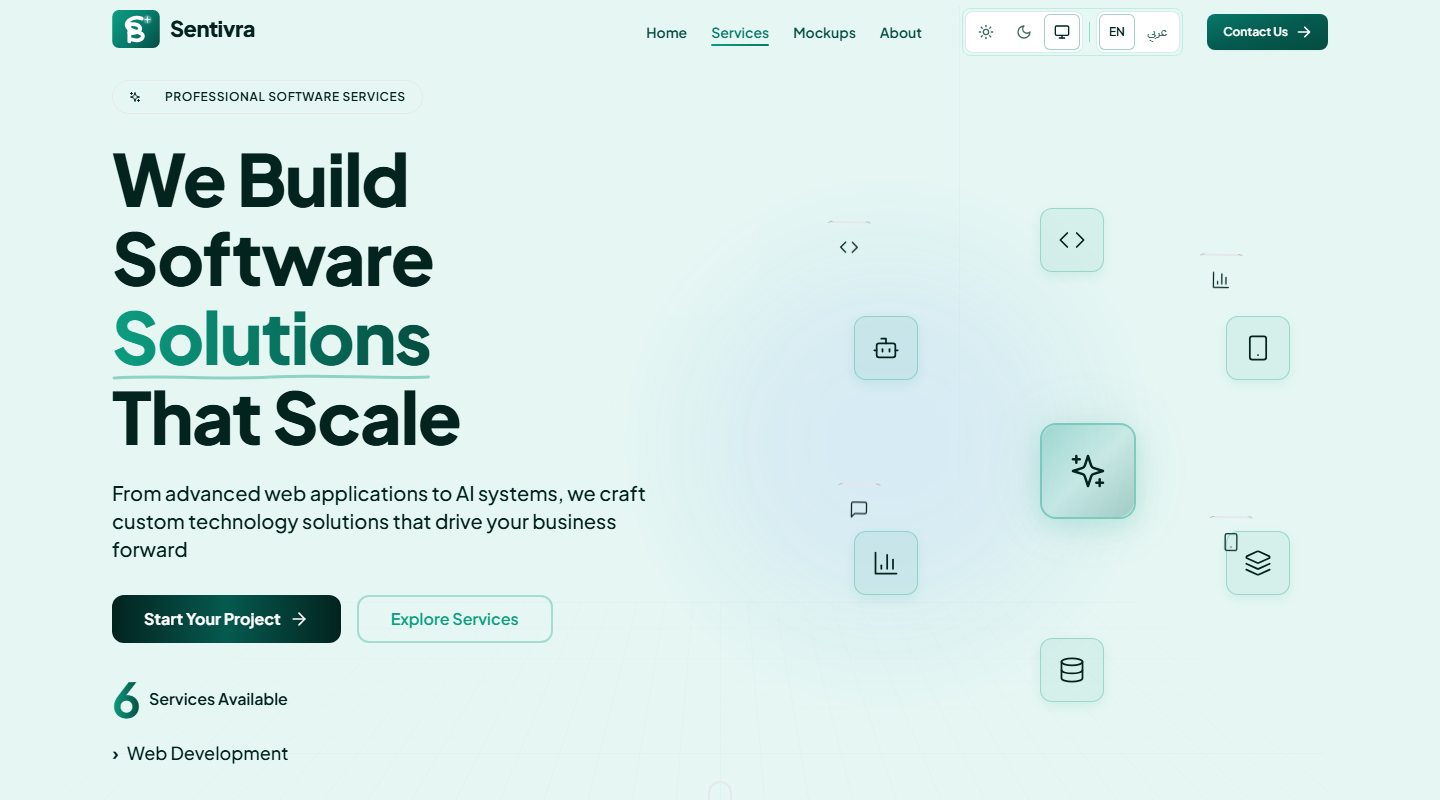 Sentivra
Home
Services
Mockups
About
EN
عربي
Contact Us
PROFESSIONAL SOFTWARE SERVICES
We Build
Software
Solutions
That Scale
From advanced web applications to AI systems, we craft
custom technology solutions that drive your business
forward
Start Your Project
Explore Services
6 Services Available
› Web Development